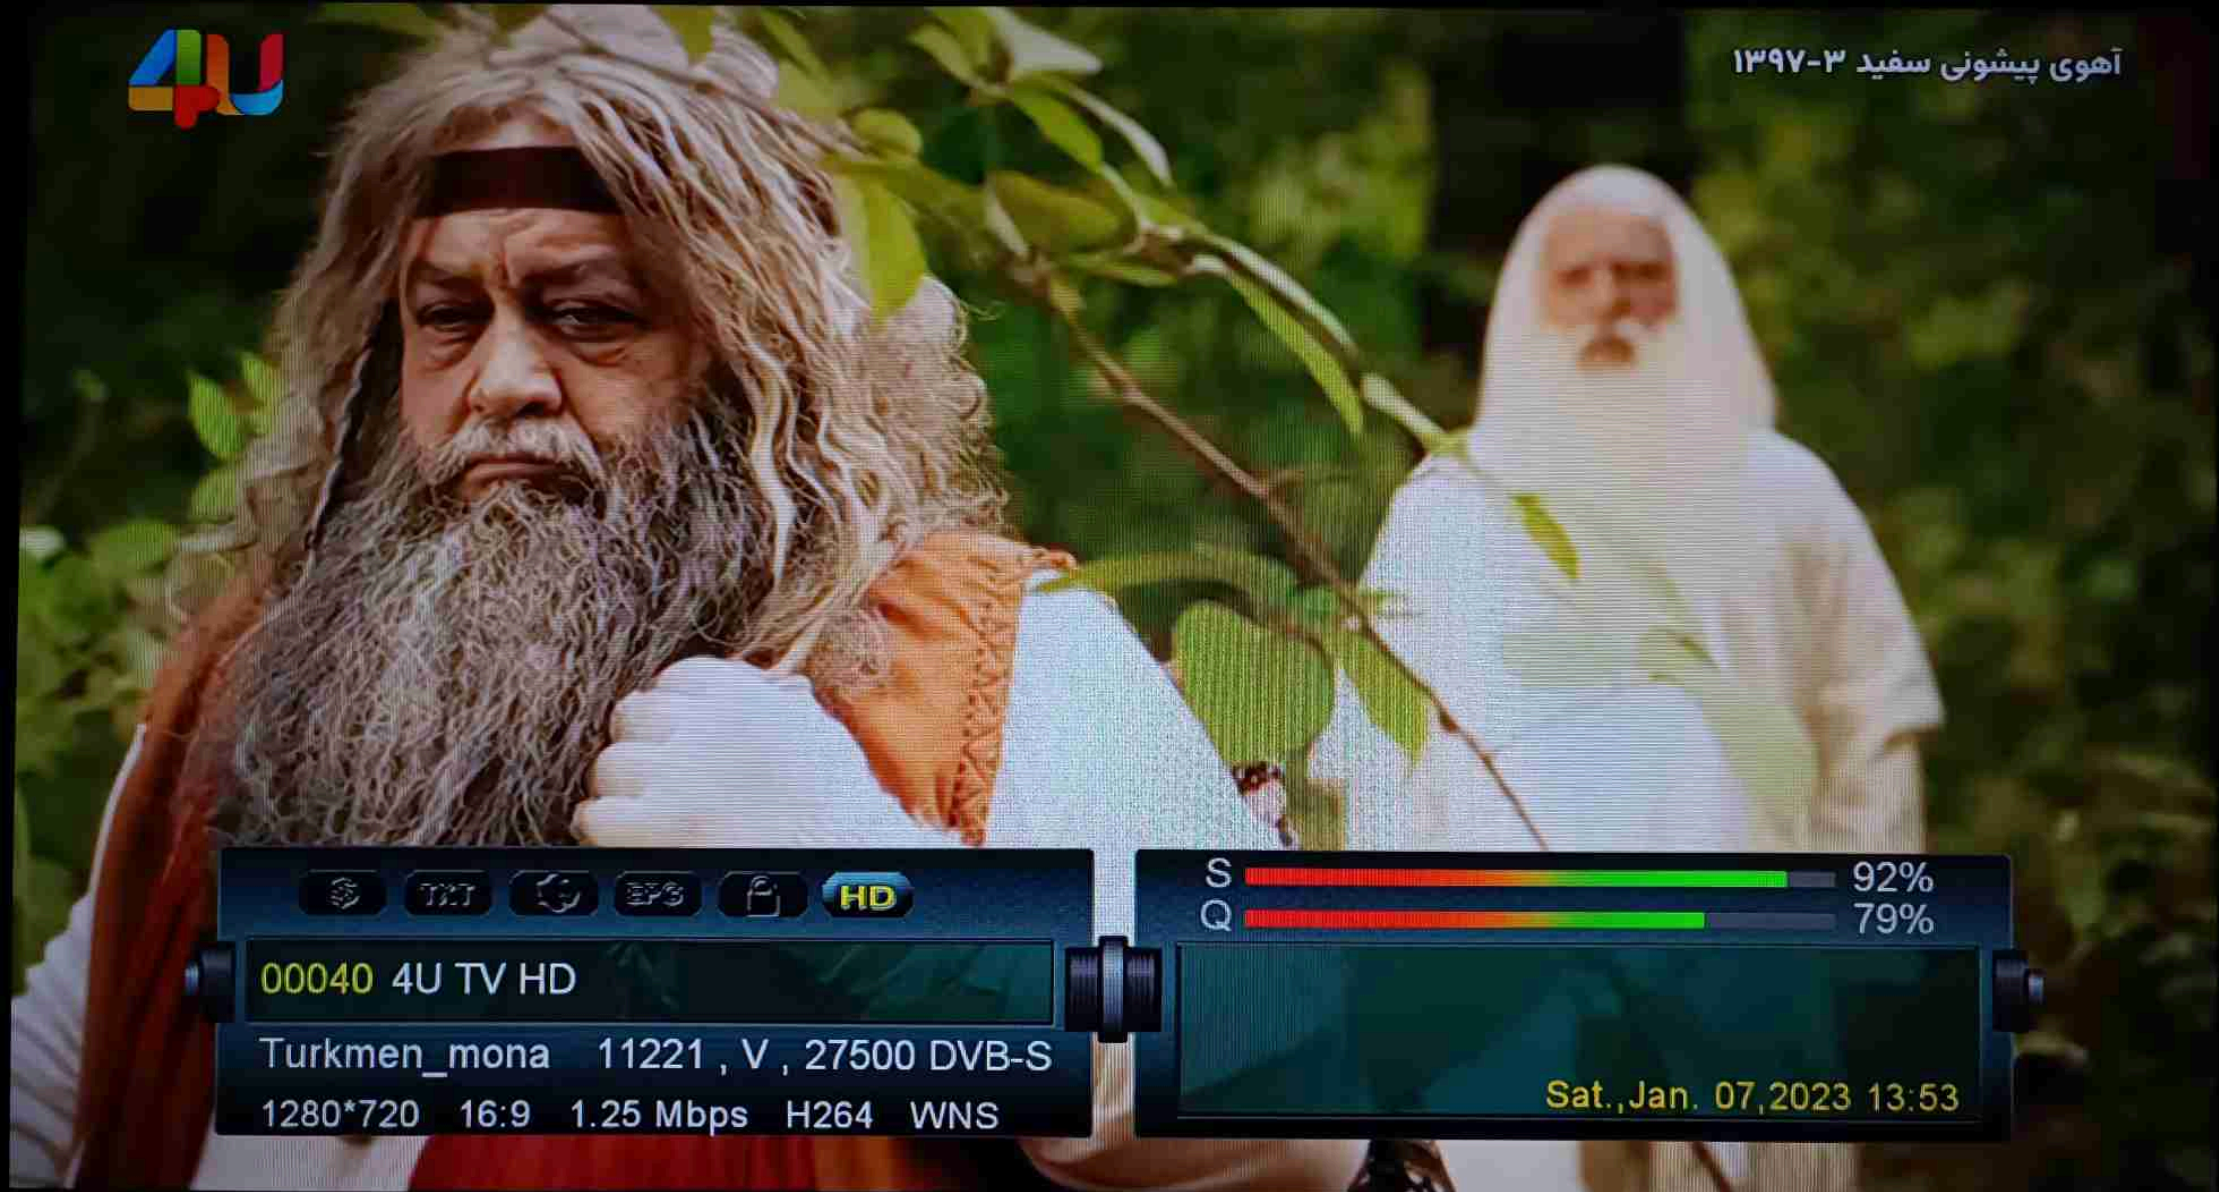 4U
آهوی پیشونی سفید ۳-۱۳۹۷
$ TXT EPG HD
S 92%
Q 79%
00040 4U TV HD
Turkmen_mona 11221 , V , 27500 DVB-S
1280*720 16:9 1.25 Mbps H264 WNS
Sat.,Jan. 07,2023 13:53